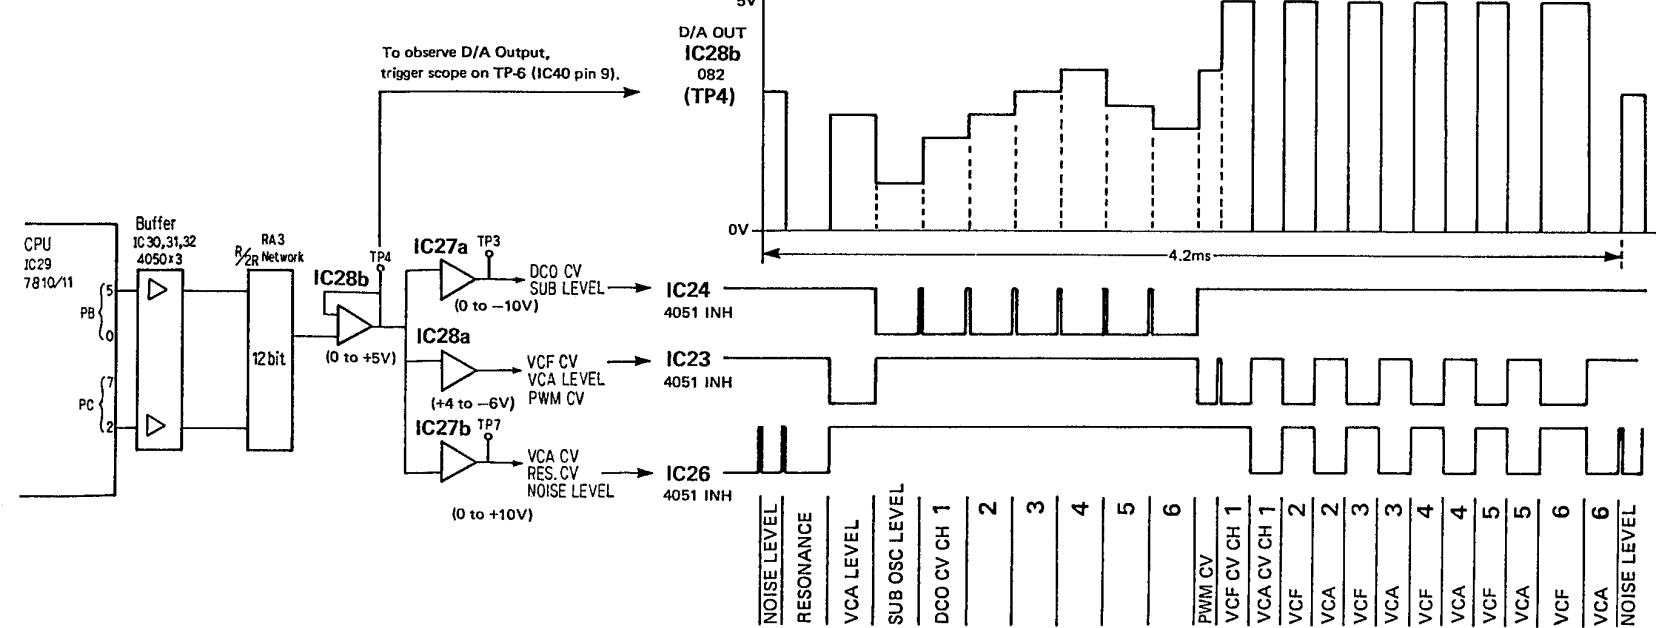 To observe D/A Output,
trigger scope on TP-6 (IC40 pin 9).
5V
D/A OUT
IC28b
082
(TP4)
0V
4.2ms
CPU
IC29
7810/11
PB
5
0
PC
7
2
Buffer
IC30,31,32
4050×3
RA3
R/2R Network
12bit
IC28b
TP4
(0 to +5V)
IC27a
TP3
(0 to −10V)
DCO CV
SUB LEVEL
IC28a
(+4 to −6V)
VCF CV
VCA LEVEL
PWM CV
IC27b
TP7
(0 to +10V)
VCA CV
RES. CV
NOISE LEVEL
IC24
4051 INH
IC23
4051 INH
IC26
4051 INH
NOISE LEVEL
RESONANCE
VCA LEVEL
SUB OSC LEVEL
DCO CV CH 1
2
3
4
5
6
PWM CV
VCF CV CH 1
VCA CV CH 1
VCF 2
VCA 2
VCF 3
VCA 3
VCF 4
VCA 4
VCF 5
VCA 5
VCF 6
VCA 6
NOISE LEVEL